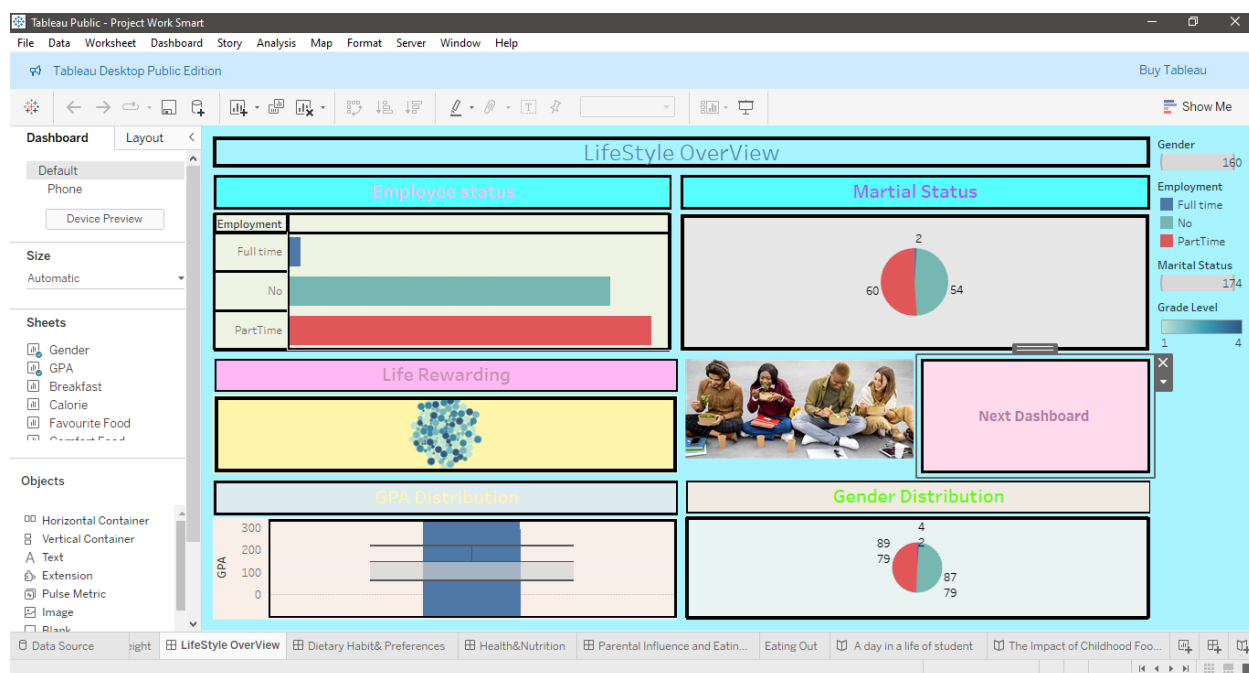 Tableau Public - Project Work Smart
File Data Worksheet Dashboard Story Analysis Map Format Server Window Help
Tableau Desktop Public Edition Buy Tableau
Show Me
Dashboard Layout
Default
Phone
Device Preview
Size
Automatic
Sheets
Gender
GPA
Breakfast
Calorie
Favourite Food
Objects
Horizontal Container
Vertical Container
Text
Extension
Pulse Metric
Image
Blank
LifeStyle OverView
Employee status
Martial Status
Employment
Full time
No
PartTime
2
60
54
Life Rewarding
Next Dashboard
GPA Distribution
GPA
300
200
100
0
Gender Distribution
4
2
89
79
87
79
Gender
160
Employment
Full time
No
PartTime
Marital Status
174
Grade Level
1 4
Data Source eight LifeStyle OverView Dietary Habit& Preferences Health&Nutrition Parental Influence and Eatin... Eating Out A day in a life of student The Impact of Childhood Foo...